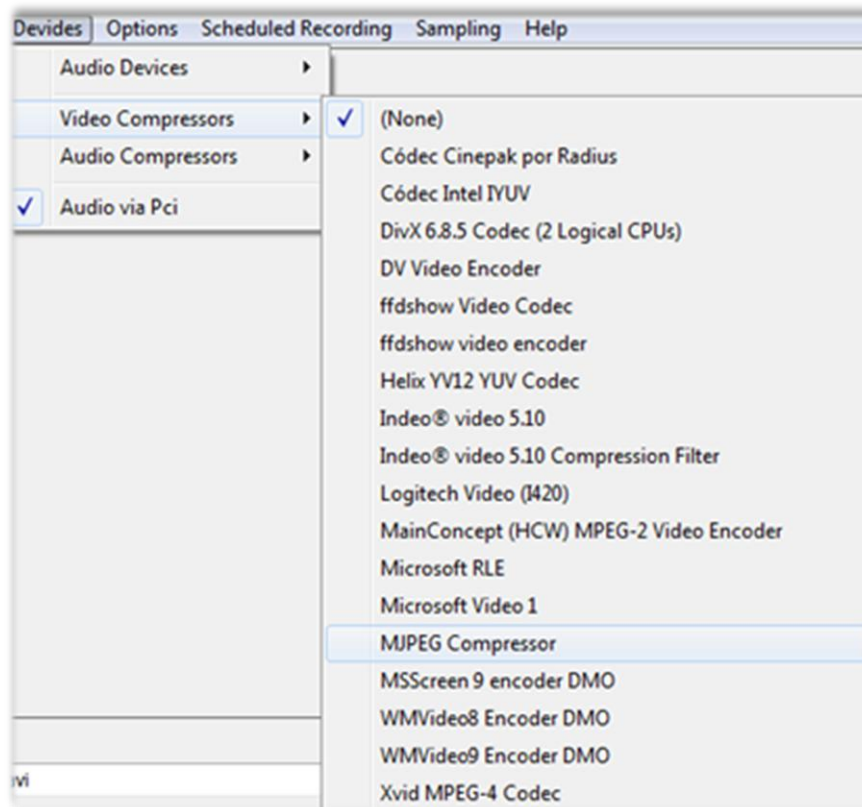 Devides Options Scheduled Recording Sampling Help
Audio Devices
Video Compressors
Audio Compressors
Audio via Pci
(None)
Códec Cinepak por Radius
Códec Intel IYUV
DivX 6.8.5 Codec (2 Logical CPUs)
DV Video Encoder
ffdshow Video Codec
ffdshow video encoder
Helix YV12 YUV Codec
Indeo® video 5.10
Indeo® video 5.10 Compression Filter
Logitech Video (I420)
MainConcept (HCW) MPEG-2 Video Encoder
Microsoft RLE
Microsoft Video 1
MJPEG Compressor
MSScreen 9 encoder DMO
WMVideo8 Encoder DMO
WMVideo9 Encoder DMO
Xvid MPEG-4 Codec